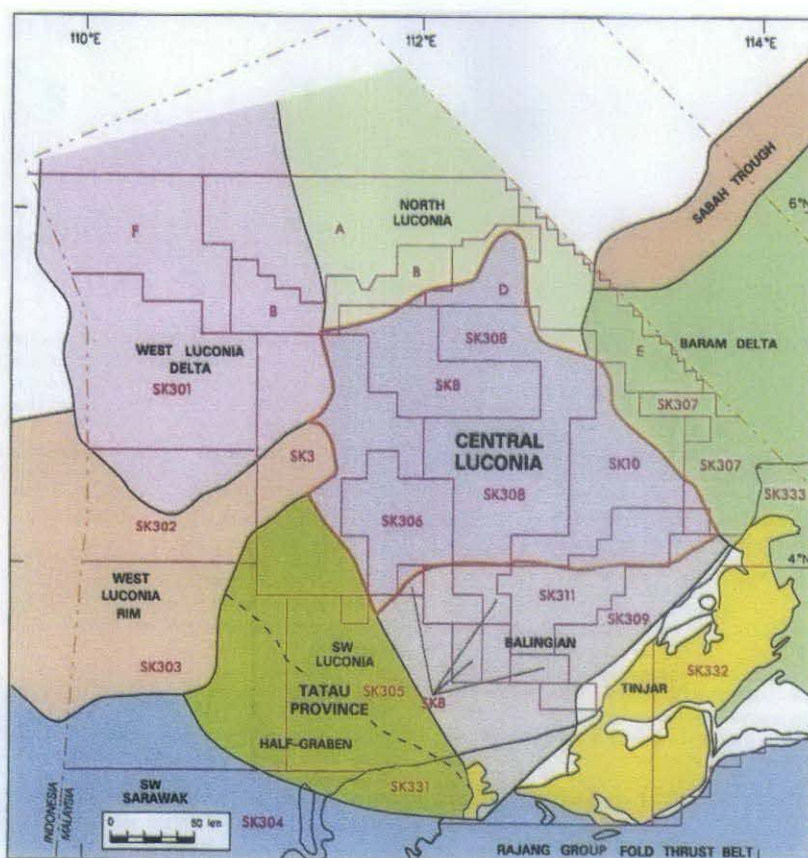 110°E
112°E
114°E
SABAH TROUGH
6°N
NORTH
LUCONIA
F
A
B
D
B
SK308
BARAM DELTA
E
WEST LUCONIA
DELTA
SK301
SK8
SK307
CENTRAL
LUCONIA
SK3
SK10
SK307
SK333
SK308
SK306
SK302
4°N
WEST
LUCONIA
RIM
SK311
SK309
BALINGIAN
SW
LUCONIA
SK303
TATAU
PROVINCE
SK305
SK8
TINJAR
SK332
HALF-GRABEN
SK331
SW
SARAWAK
INDONESIA
MALAYSIA
0 50 km
SK304
RAJANG GROUP FOLD THRUST BELT